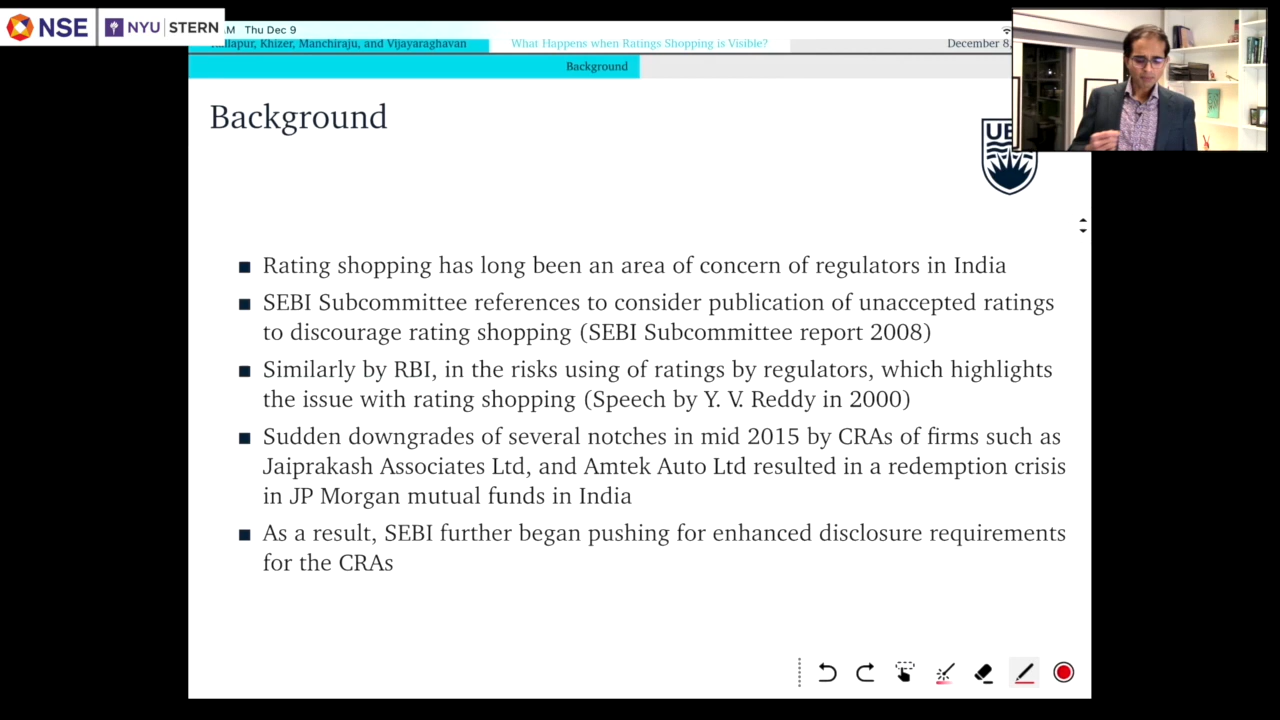 NSE NYU STERN
AM Thu Dec 9
Kallapur, Khizer, Manchiraju, and Vijayaraghavan What Happens when Ratings Shopping is Visible? December 8,
Background
Background
UB
Rating shopping has long been an area of concern of regulators in India
SEBI Subcommittee references to consider publication of unaccepted ratings
to discourage rating shopping (SEBI Subcommittee report 2008)
Similarly by RBI, in the risks using of ratings by regulators, which highlights
the issue with rating shopping (Speech by Y. V. Reddy in 2000)
Sudden downgrades of several notches in mid 2015 by CRAs of firms such as
Jaiprakash Associates Ltd, and Amtek Auto Ltd resulted in a redemption crisis
in JP Morgan mutual funds in India
As a result, SEBI further began pushing for enhanced disclosure requirements
for the CRAs